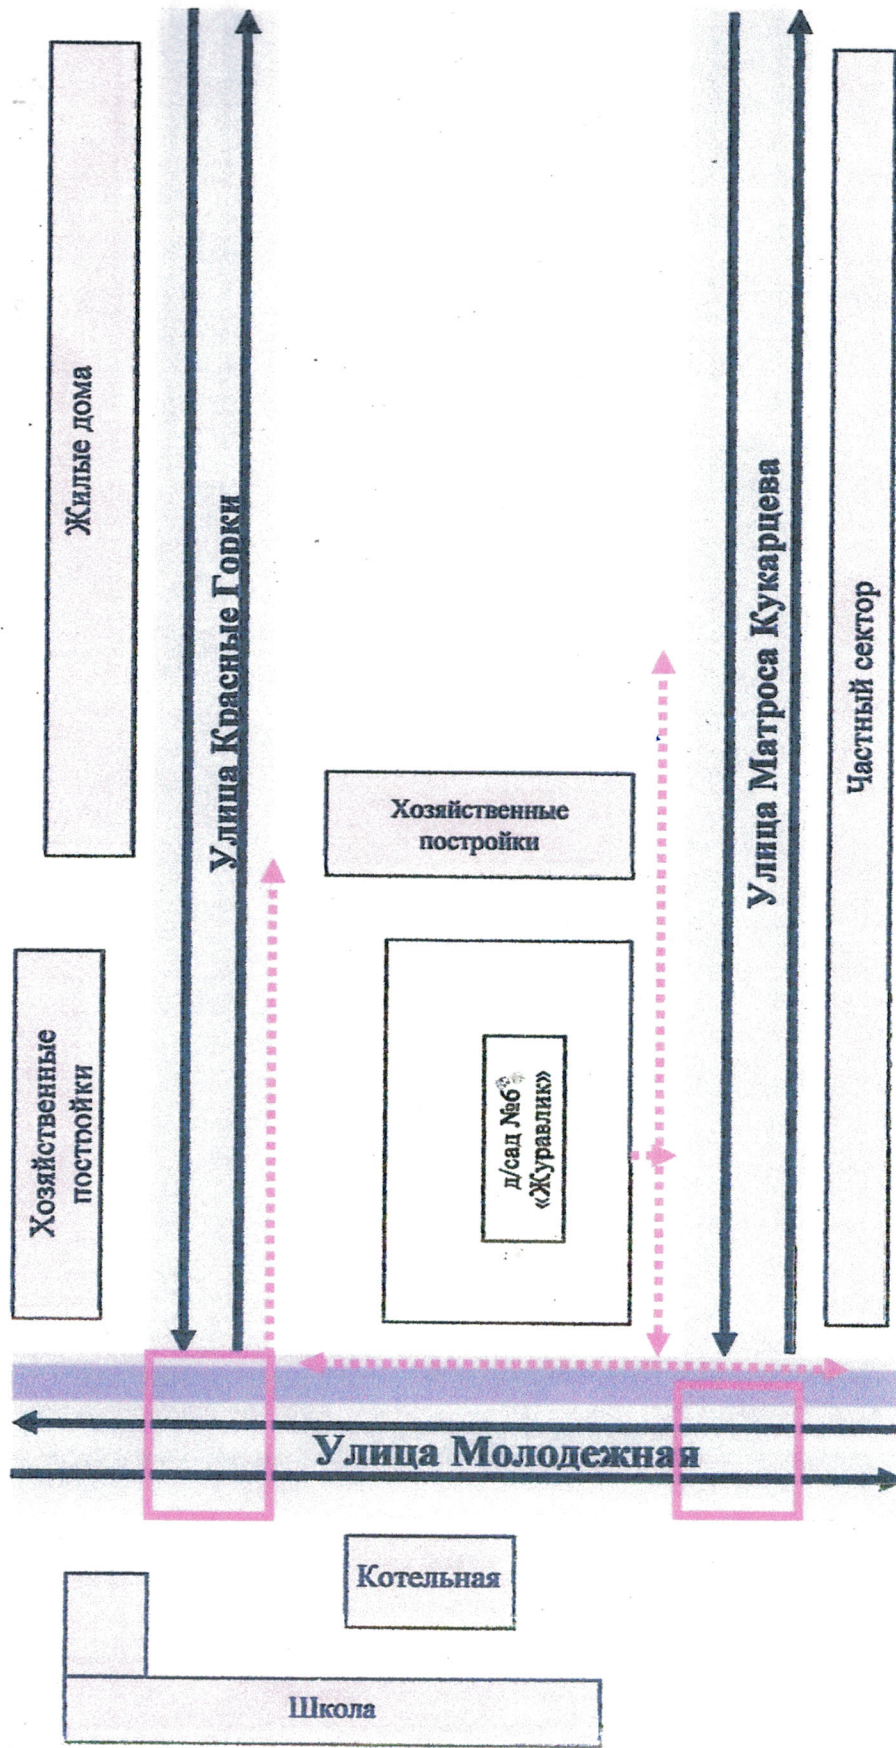 Жилые дома
Улица Красные Горки
Улица Матроса Кукарцева
Частный сектор
Хозяйственные
постройки
Хозяйственные
постройки
д/сад №6
«Журавлик»
Улица Молодежная
Котельная
Школа